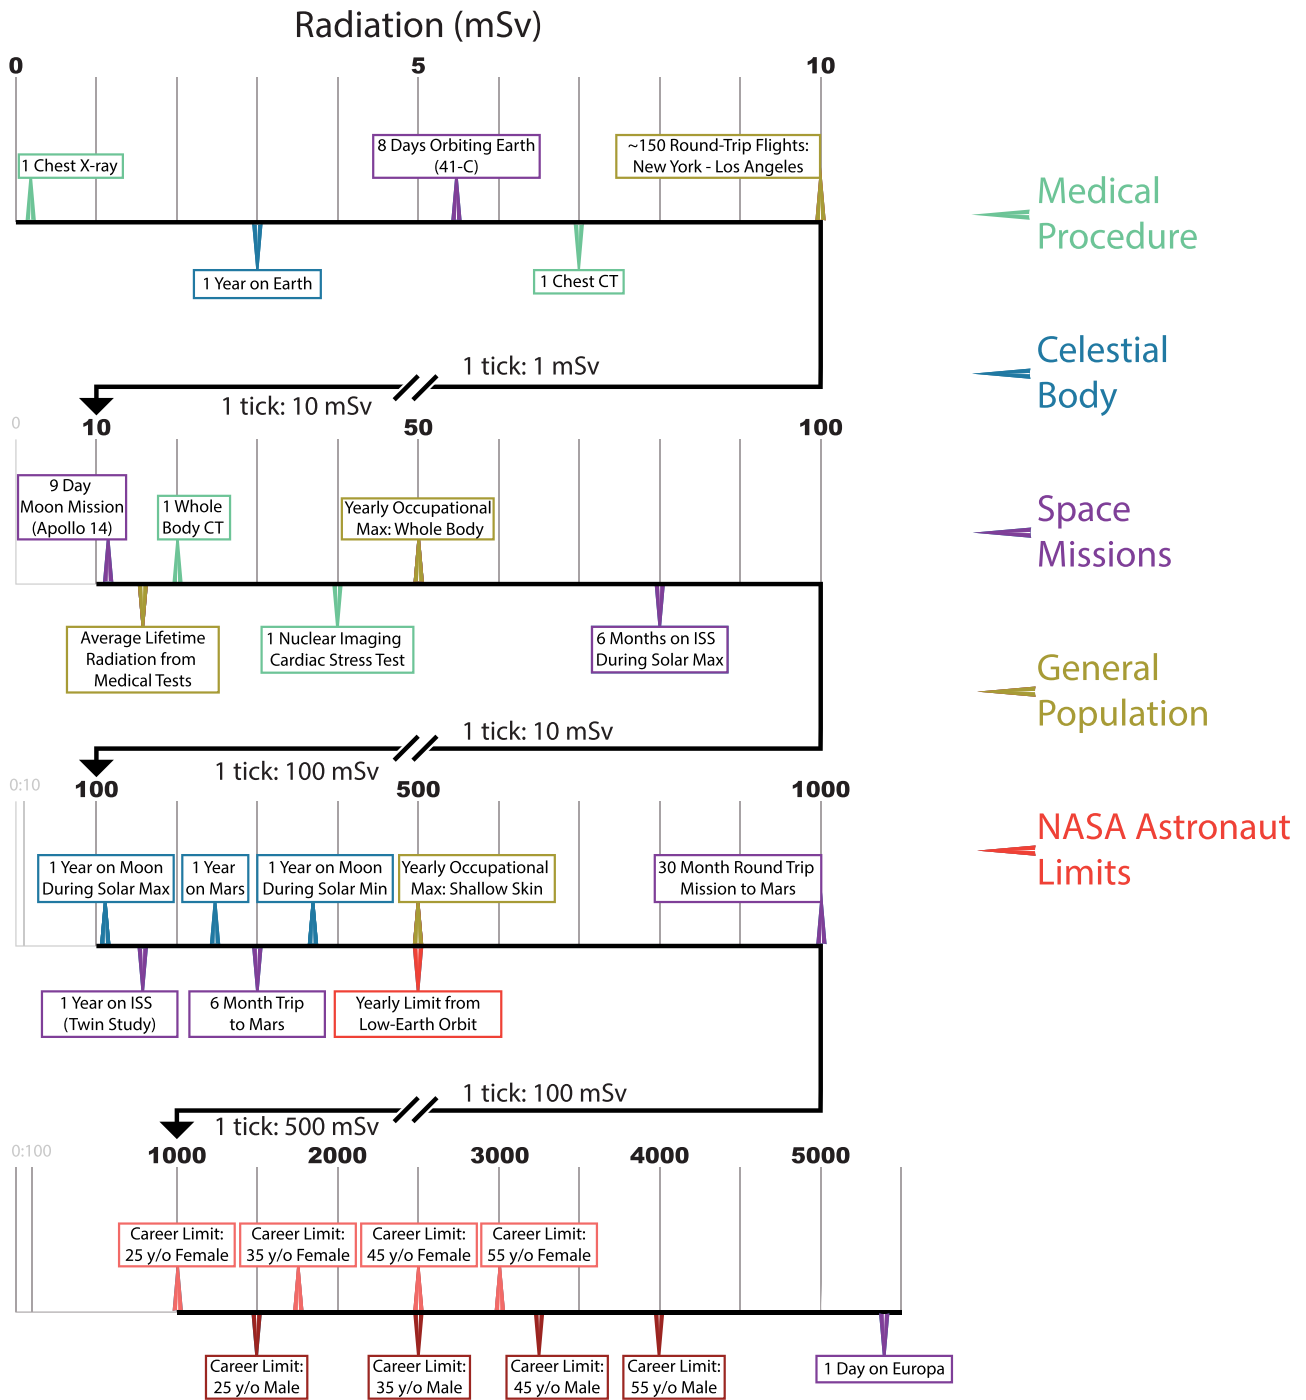 Radiation (mSv)
0
5
10
1 Chest X-ray
8 Days Orbiting Earth
(41-C)
~150 Round-Trip Flights:
New York - Los Angeles
1 Year on Earth
1 Chest CT
1 tick: 1 mSv
1 tick: 10 mSv
0
10
50
100
9 Day
Moon Mission
(Apollo 14)
1 Whole
Body CT
Yearly Occupational
Max: Whole Body
Average Lifetime
Radiation from
Medical Tests
1 Nuclear Imaging
Cardiac Stress Test
6 Months on ISS
During Solar Max
1 tick: 10 mSv
1 tick: 100 mSv
0:10
100
500
1000
1 Year on Moon
During Solar Max
1 Year
on Mars
1 Year on Moon
During Solar Min
Yearly Occupational
Max: Shallow Skin
30 Month Round Trip
Mission to Mars
1 Year on ISS
(Twin Study)
6 Month Trip
to Mars
Yearly Limit from
Low-Earth Orbit
1 tick: 100 mSv
1 tick: 500 mSv
0:100
1000
2000
3000
4000
5000
Career Limit:
25 y/o Female
Career Limit:
35 y/o Female
Career Limit:
45 y/o Female
Career Limit:
55 y/o Female
Career Limit:
25 y/o Male
Career Limit:
35 y/o Male
Career Limit:
45 y/o Male
Career Limit:
55 y/o Male
1 Day on Europa
Medical
Procedure
Celestial
Body
Space
Missions
General
Population
NASA Astronaut
Limits